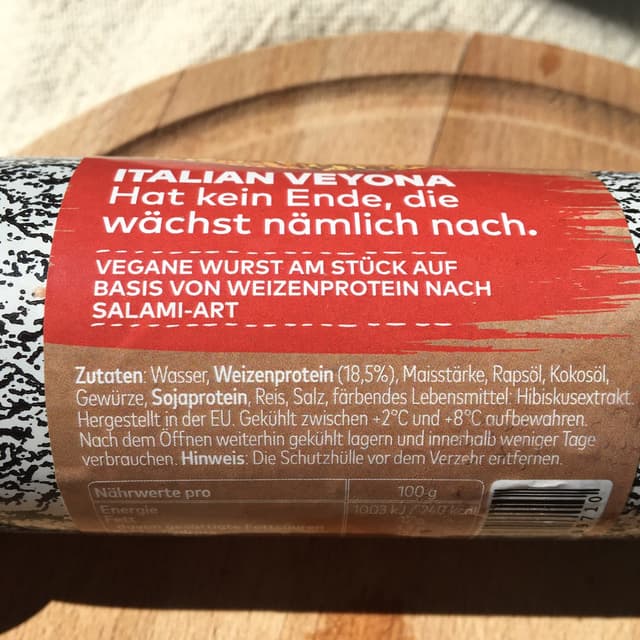 ITALIAN VEYONA
Hat kein Ende, die
wächst nämlich nach.
VEGANE WURST AM STÜCK AUF
BASIS VON WEIZENPROTEIN NACH
SALAMI-ART
Zutaten: Wasser, Weizenprotein (18,5%), Maisstärke, Rapsöl, Kokosöl,
Gewürze, Sojaprotein, Reis, Salz, färbendes Lebensmittel: Hibiskusextrakt.
Hergestellt in der EU. Gekühlt zwischen +2°C und +8°C aufbewahren.
Nach dem Öffnen weiterhin gekühlt lagern und innerhalb weniger Tage
verbrauchen. Hinweis: Die Schutzhülle vor dem Verzehr entfernen.
Nährwerte pro 100 g
Energie 1003 kJ / 240 kcal
Fett